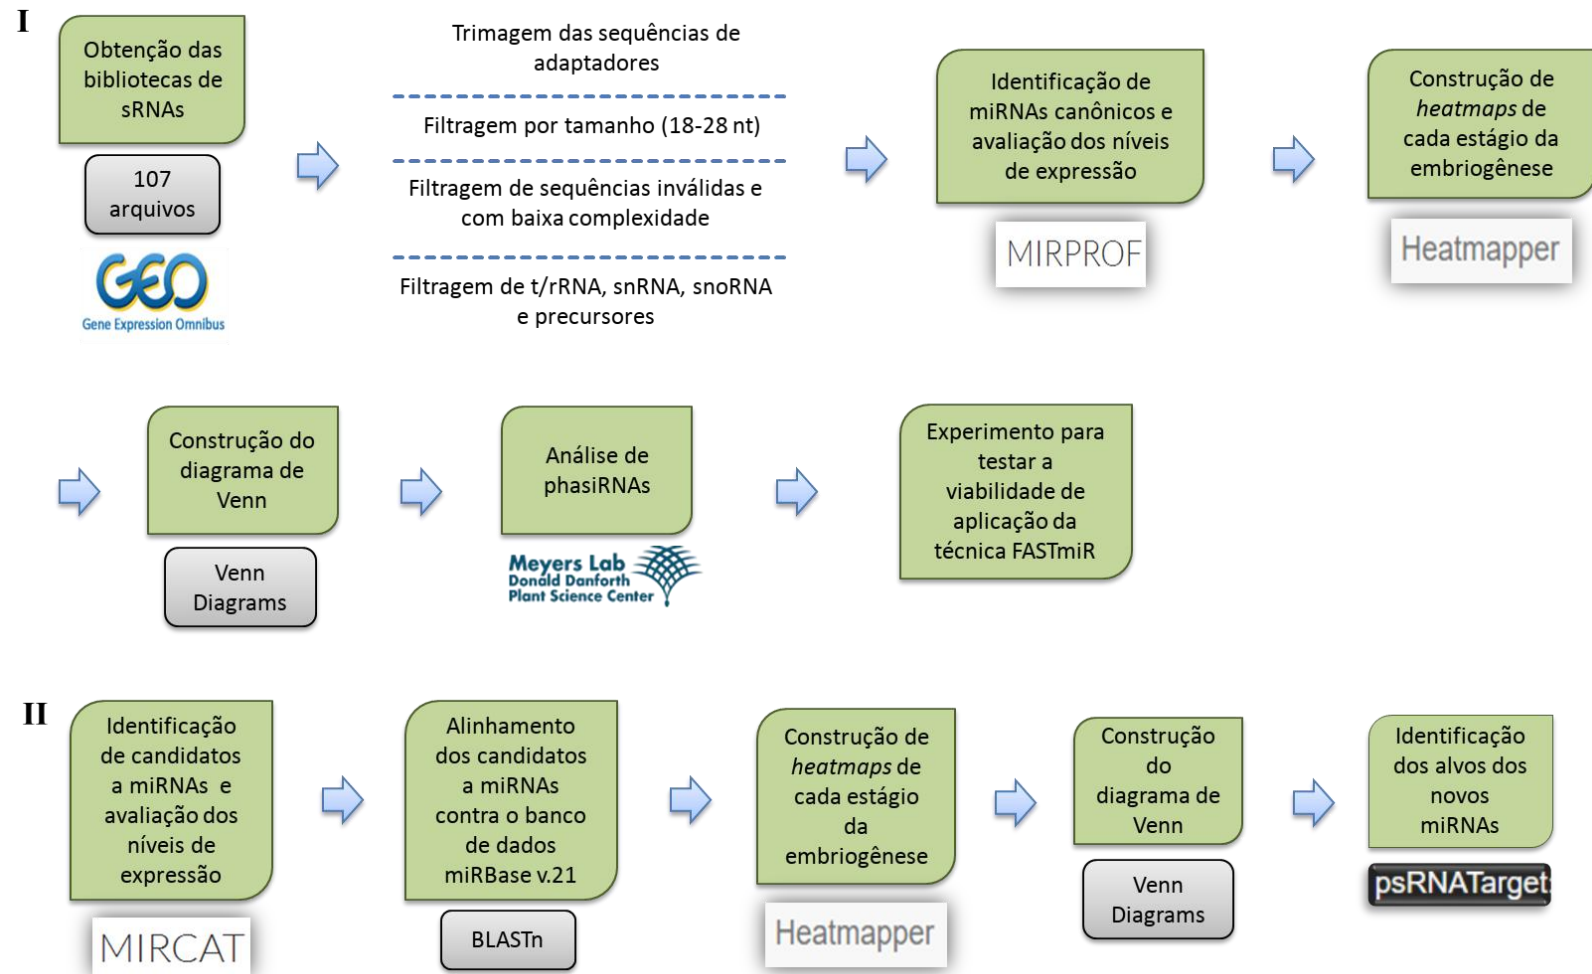 I
Obtenção das
bibliotecas de
sRNAs
107
arquivos
GEO
Gene Expression Omnibus
Trimagem das sequências de
adaptadores
Filtragem por tamanho (18-28 nt)
Filtragem de sequências inválidas e
com baixa complexidade
Filtragem de t/rRNA, snRNA, snoRNA
e precursores
Identificação de
miRNAs canônicos e
avaliação dos níveis
de expressão
MIRPROF
Construção de
heatmaps de
cada estágio da
embriogênese
Heatmapper
Construção do
diagrama de
Venn
Venn
Diagrams
Análise de
phasiRNAs
Meyers Lab
Donald Danforth
Plant Science Center
Experimento para
testar a
viabilidade de
aplicação da
técnica FASTmiR
II
Identificação
de candidatos
a miRNAs e
avaliação dos
níveis de
expressão
MIRCAT
Alinhamento
dos candidatos
a miRNAs
contra o banco
de dados
miRBase v.21
BLASTn
Construção de
heatmaps de
cada estágio
da
embriogênese
Heatmapper
Construção
do
diagrama de
Venn
Venn
Diagrams
Identificação
dos alvos dos
novos
miRNAs
psRNATarget